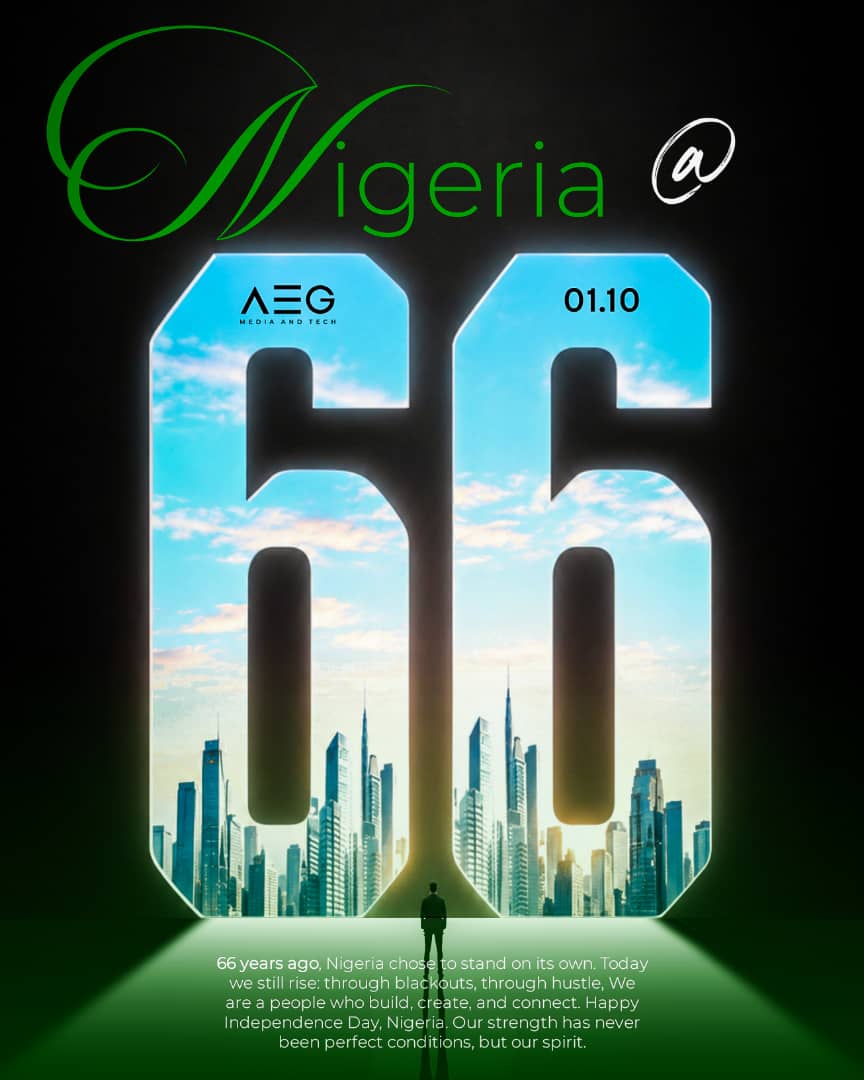 Nigeria @
66
AEG
MEDIA AND TECH
01.10
66 years ago, Nigeria chose to stand on its own. Today
we still rise: through blackouts, through hustle, We
are a people who build, create, and connect. Happy
Independence Day, Nigeria. Our strength has never
been perfect conditions, but our spirit.